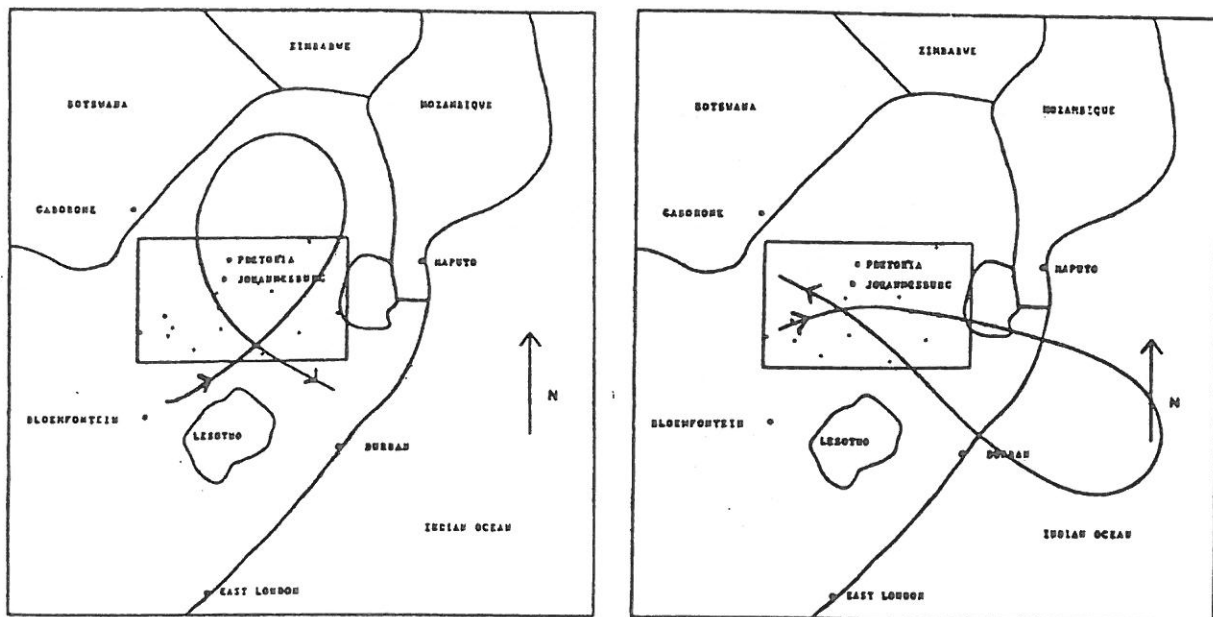 ZIMBABWE
BOTSWANA
MOZAMBIQUE
GABORONE
PRETORIA
JOHANNESBURG
MAPUTO
N
BLOEMFONTEIN
LESOTHO
DURBAN
INDIAN OCEAN
EAST LONDON
ZIMBABWE
BOTSWANA
MOZAMBIQUE
GABORONE
PRETORIA
JOHANNESBURG
MAPUTO
N
BLOEMFONTEIN
LESOTHO
DURBAN
INDIAN OCEAN
EAST LONDON